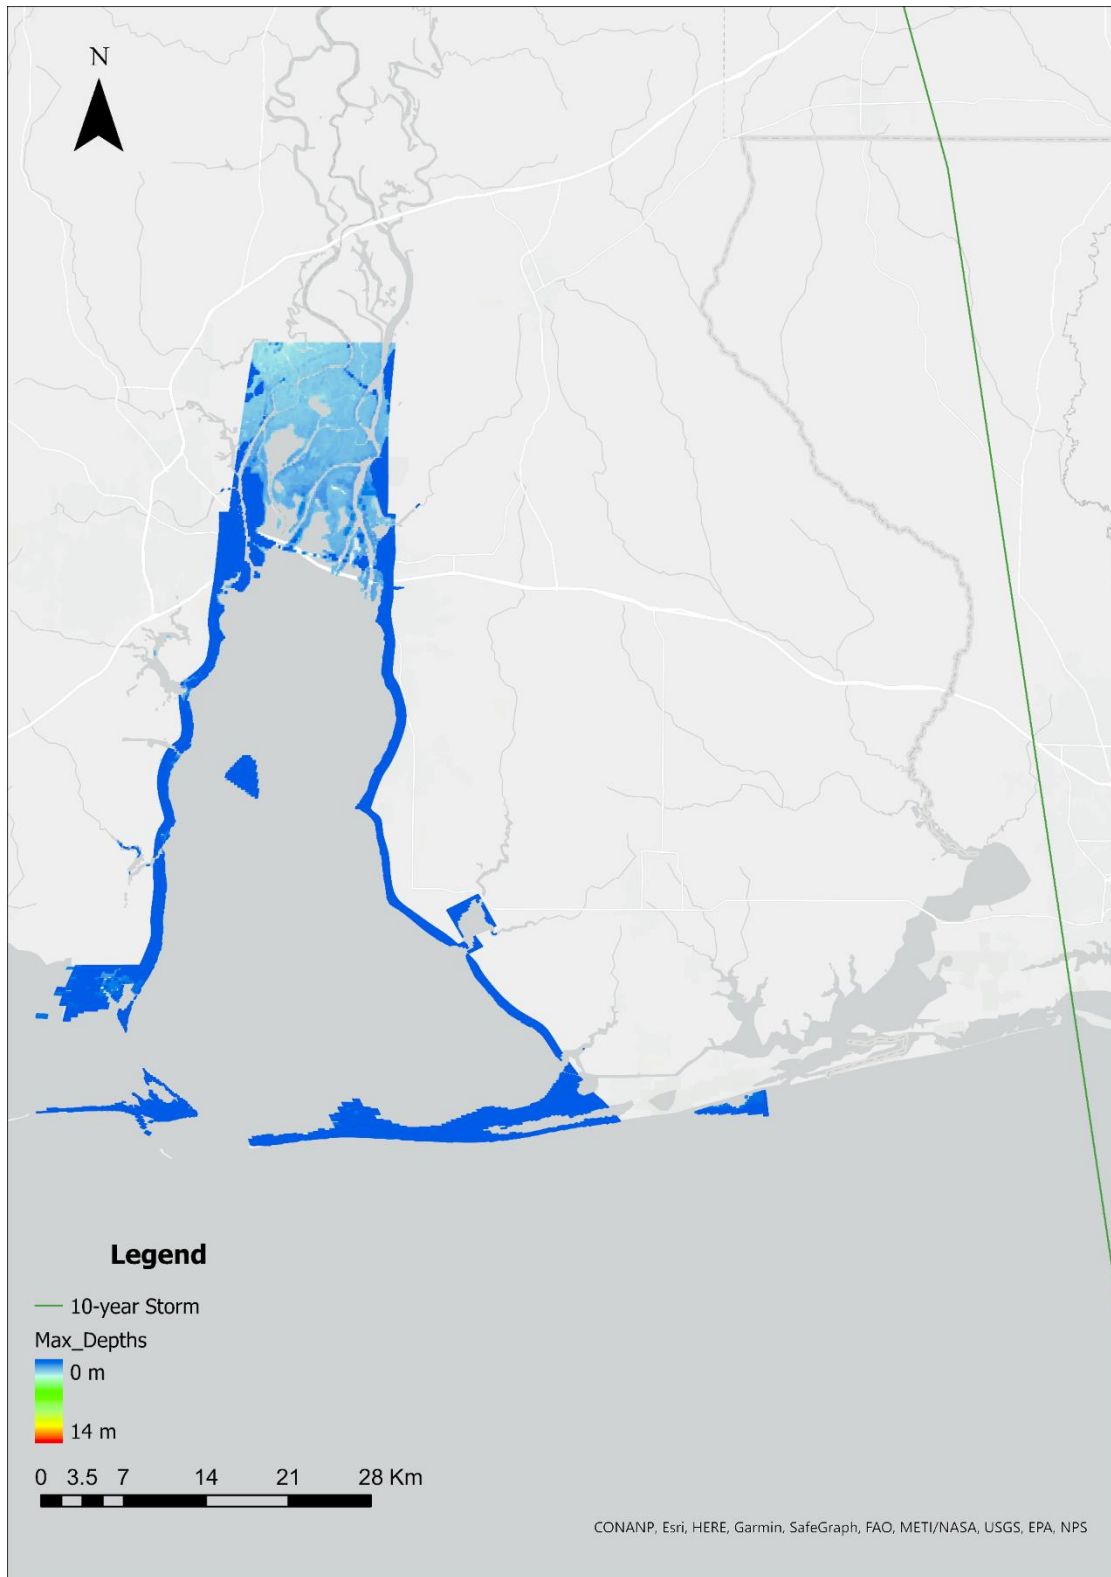 N
Legend
10-year Storm
Max_Depths
0 m
14 m
0 3.5 7 14 21 28 Km
CONANP, Esri, HERE, Garmin, SafeGraph, FAO, METI/NASA, USGS, EPA, NPS